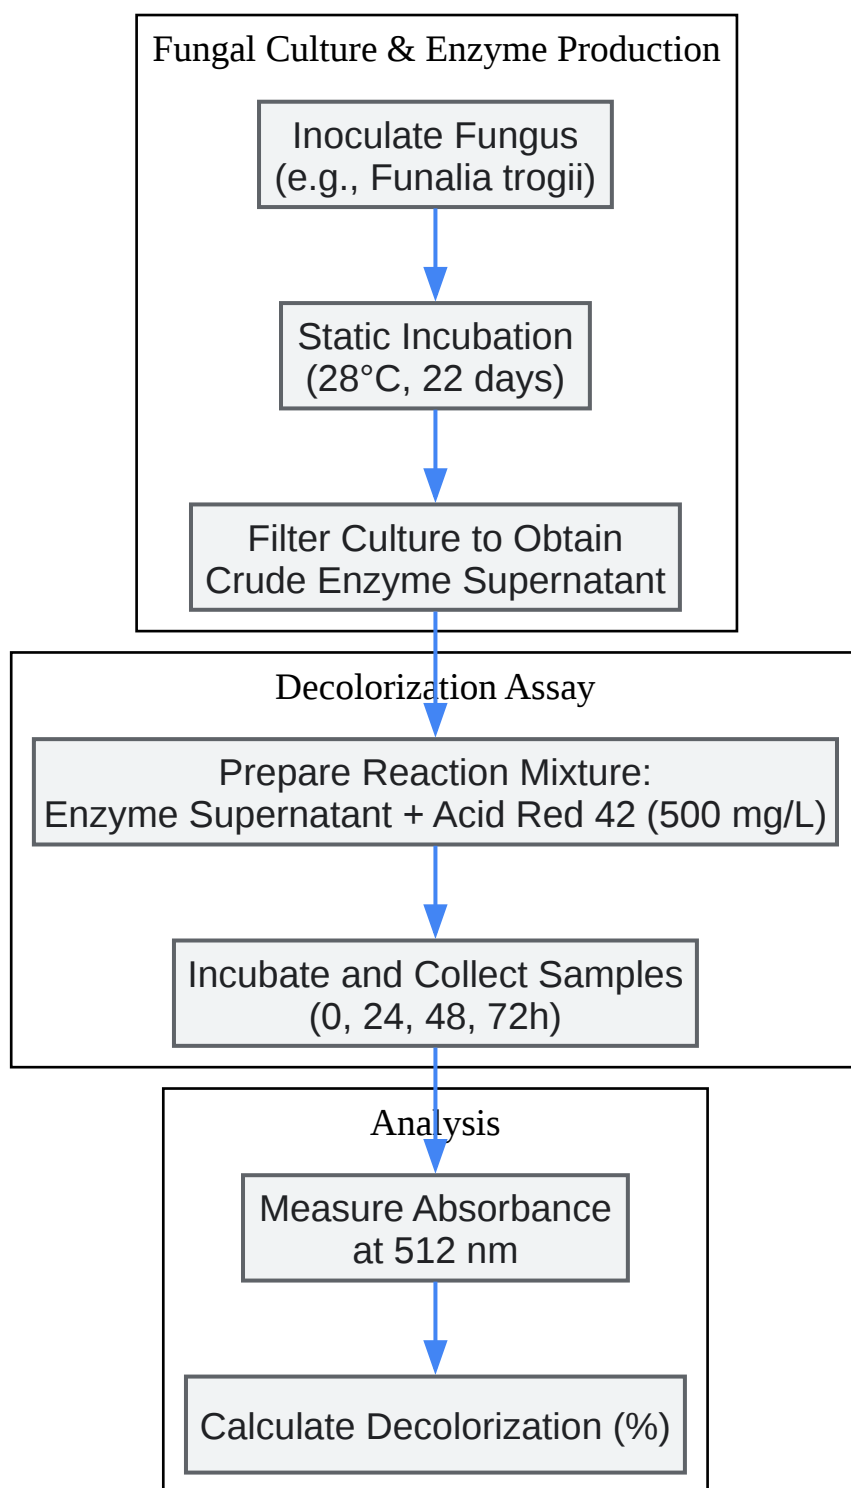 Fungal Culture & Enzyme Production
Inoculate Fungus
(e.g., Funalia trogii)
Static Incubation
(28°C, 22 days)
Filter Culture to Obtain
Crude Enzyme Supernatant
Decolorization Assay
Prepare Reaction Mixture:
Enzyme Supernatant + Acid Red 42 (500 mg/L)
Incubate and Collect Samples
(0, 24, 48, 72h)
Analysis
Measure Absorbance
at 512 nm
Calculate Decolorization (%)